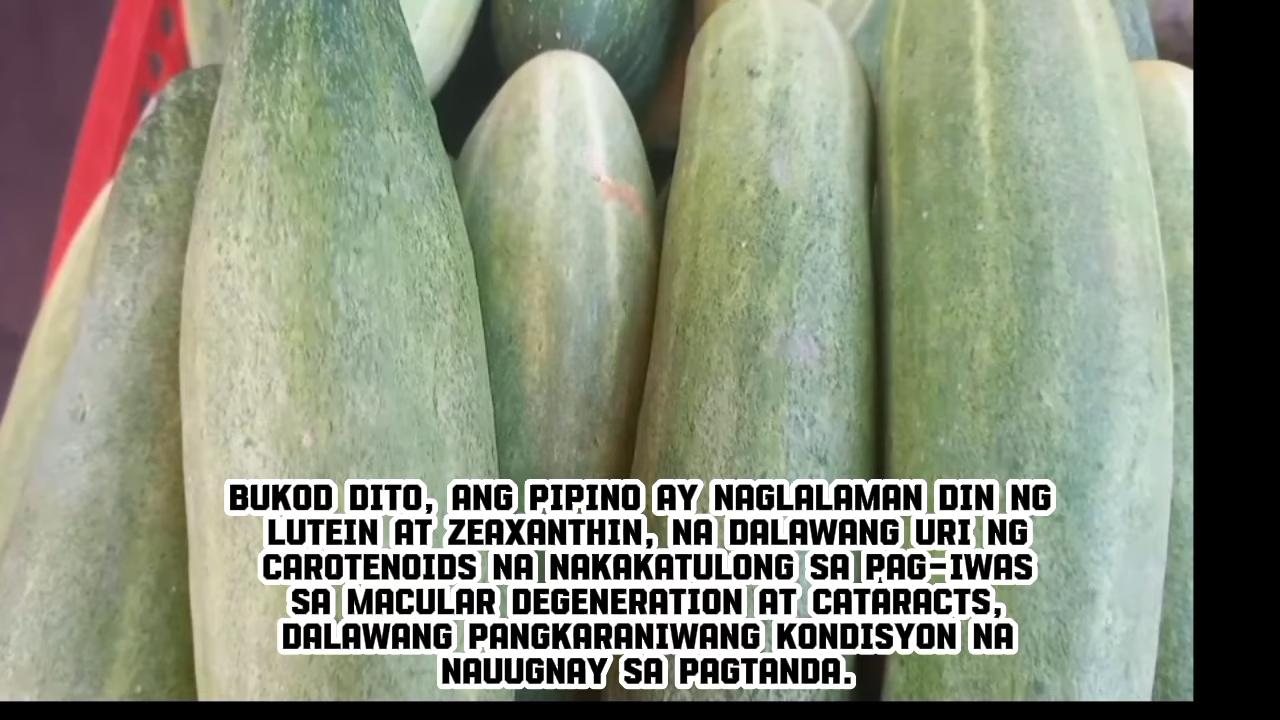 BUKOD DITO, ANG PIPINO AY NAGLALAMAN DIN NG
LUTEIN AT ZEAXANTHIN, NA DALAWANG URI NG
CAROTENOIDS NA NAKAKATULONG SA PAG-IWAS
SA MACULAR DEGENERATION AT CATARACTS,
DALAWANG PANGKARANIWANG KONDISYON NA
NAUUGNAY SA PAGTANDA.